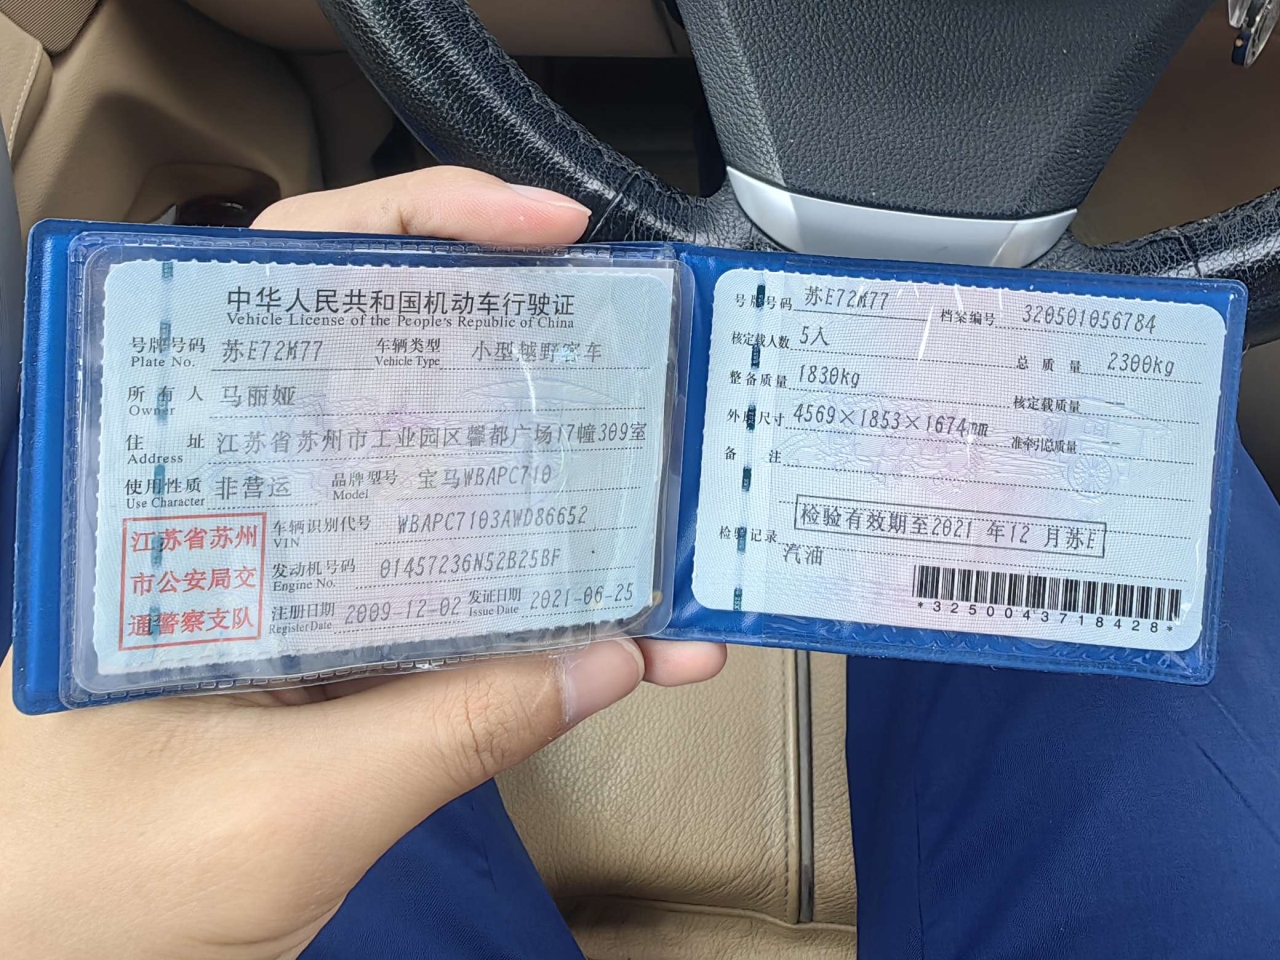 中华人民共和国机动车行驶证
Vehicle License of the People's Republic of China
号牌号码 苏E72M77 车辆类型 小型越野客车
Plate No. Vehicle Type
所有人 马丽娅
Owner
住址 江苏省苏州市工业园区馨都广场17幢309室
Address
使用性质 非营运 品牌型号 宝马WBAPC710
Use Character Model
江苏省苏州
市公安局交
通警察支队
车辆识别代号 WBAPC7103AWD86652
VIN
发动机号码 01457236N52B25BF
Engine No.
注册日期 2009-12-02 发证日期 2021-06-25
Register Date Issue Date
号牌号码 苏E72M77 档案编号 320501056784
核定载人数 5人 总质量 2300kg
整备质量 1830kg 核定载质量 --
外廓尺寸 4569×1853×1674mm 准牵引总质量 --
备注
检验有效期至2021 年12 月苏E
检验记录
汽油
*3250043718428*